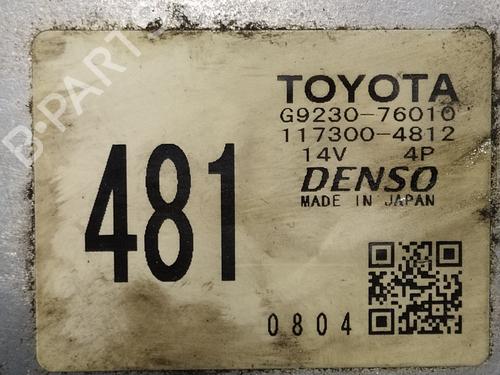 B-PARTS
TOYOTA
G9230-76010
117300-4812
14V 4P
DENSO
MADE IN JAPAN
481
0804